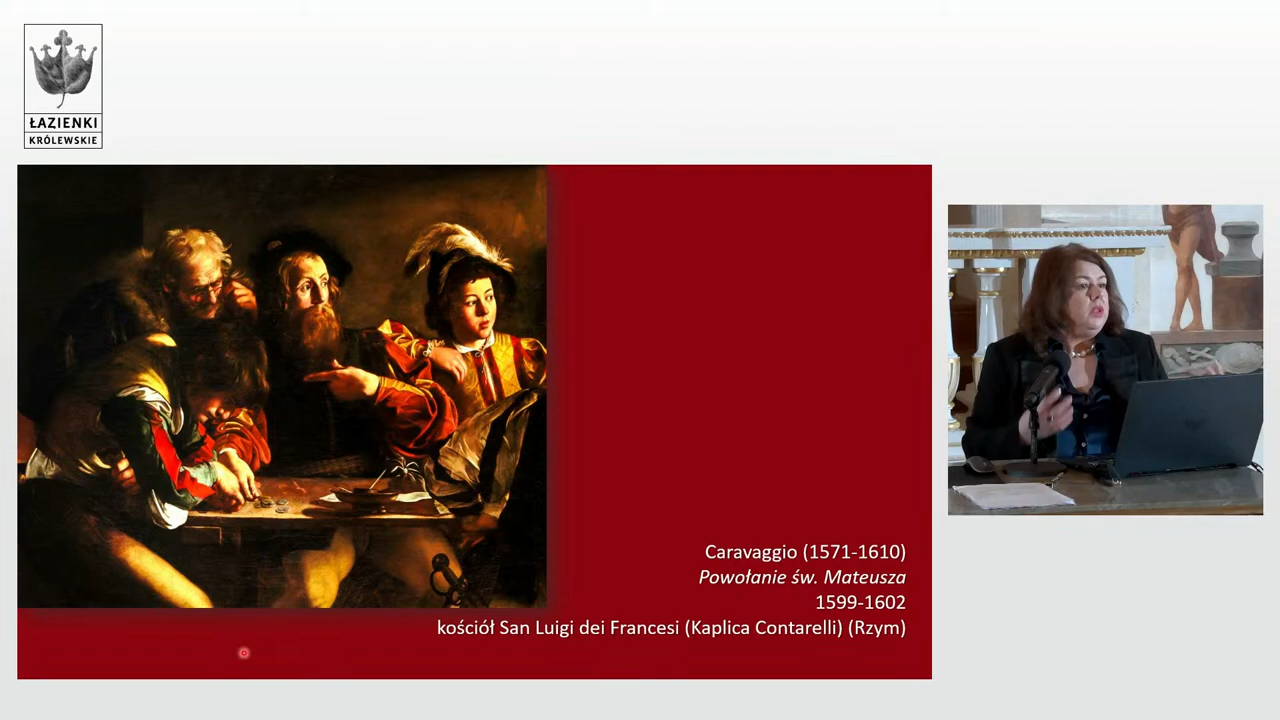 ŁAZIENKI
KRÓLEWSKIE
Caravaggio (1571-1610)
Powołanie św. Mateusza
1599-1602
kościół San Luigi dei Francesi (Kaplica Contarelli) (Rzym)